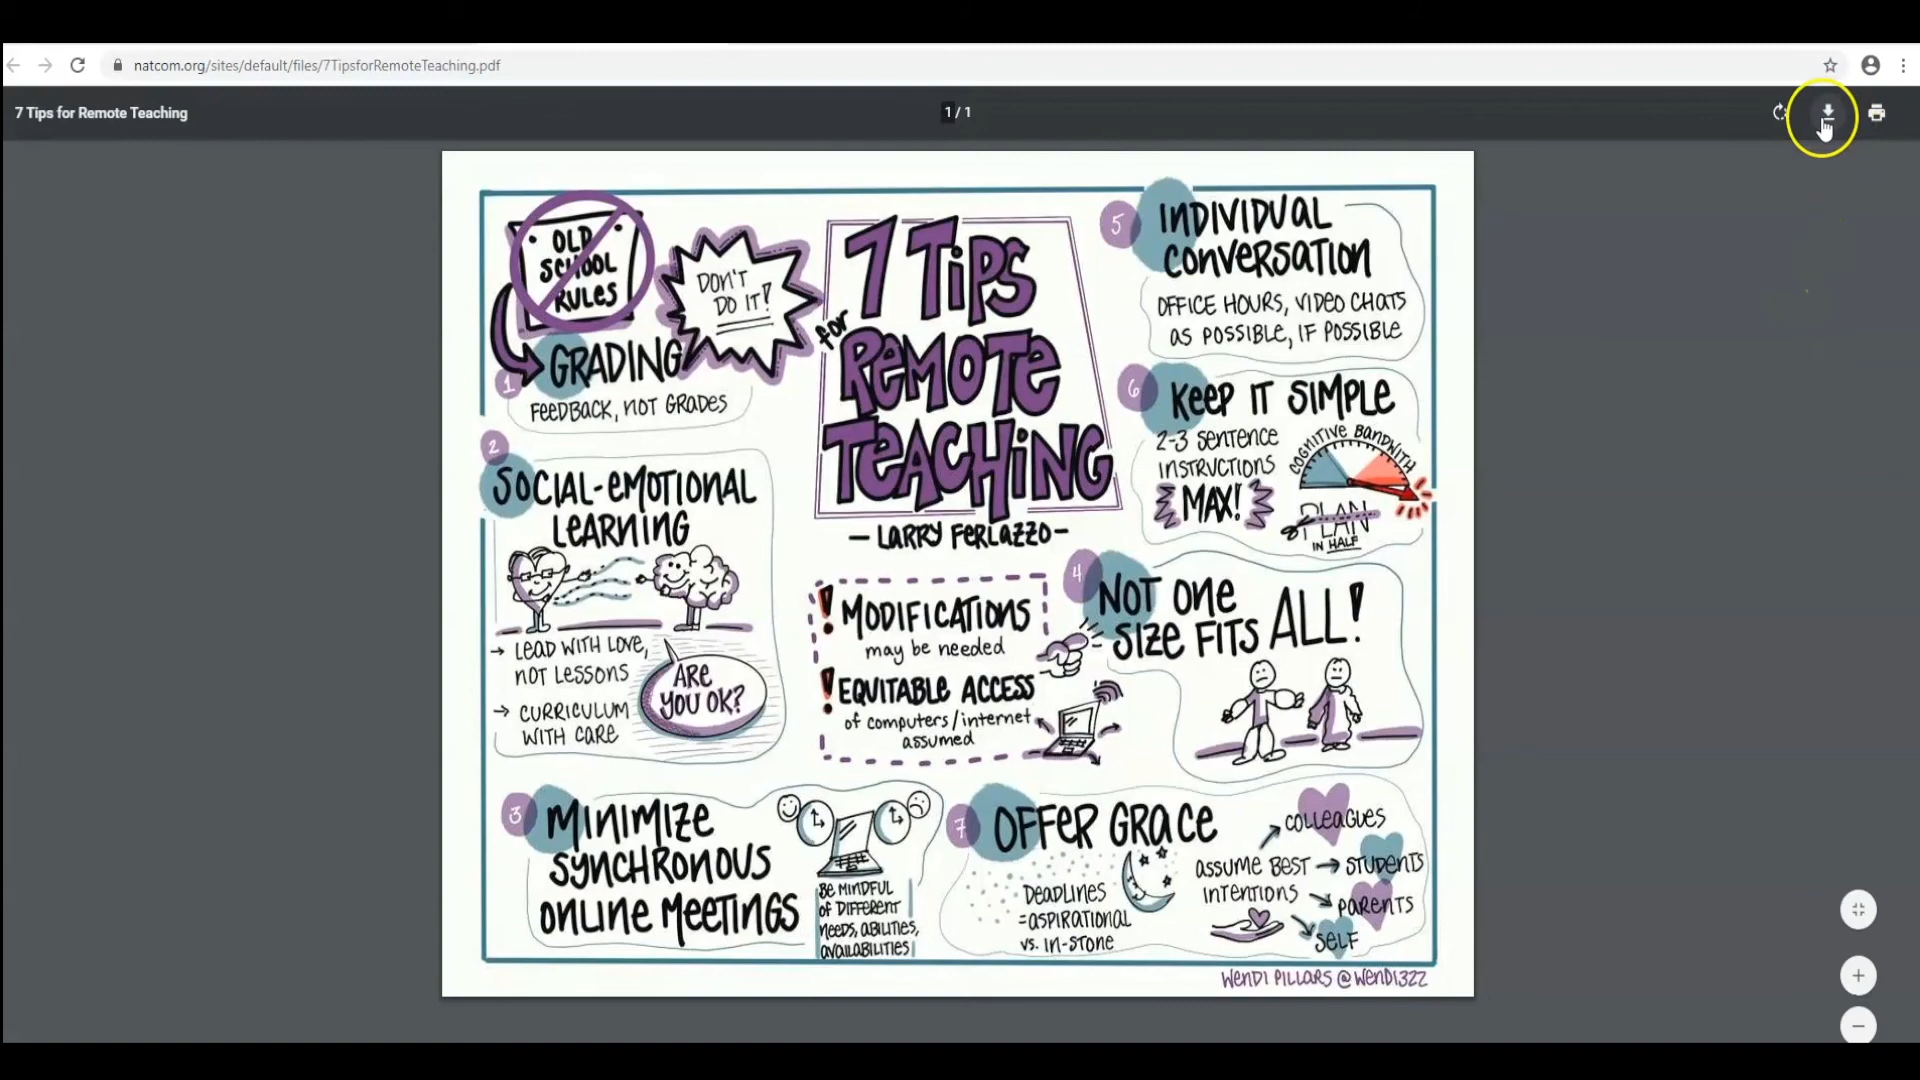 natcom.org/sites/default/files/7TipsforRemoteTeaching.pdf
7 Tips for Remote Teaching
1 / 1
OLD
SCHOOL
RULES
DON'T
DO IT!
1
GRADING
FEEDBACK, NOT GRADES
2
SOCIAL-EMOTIONAL
LEARNING
→ LEAD WITH LOVE,
NOT LESSONS
→ CURRICULUM
WITH CARE
ARE
YOU OK?
3
MINIMIZE
SYNCHRONOUS
ONLINE MEETINGS
BE MINDFUL
OF DIFFERENT
NEEDS, ABILITIES,
AVAILABILITIES
7 TIPS
for
REMOTE
TEACHING
— LARRY FERLAZZO —
! MODIFICATIONS
may be needed
! EQUITABLE ACCESS
of computers/internet
assumed
4
NOT ONE
SIZE FITS ALL!
5
INDIVIDUAL
CONVERSATION
OFFICE HOURS, VIDEO CHATS
AS POSSIBLE, IF POSSIBLE
6
KEEP IT SIMPLE
2-3 SENTENCE
INSTRUCTIONS
MAX!
COGNITIVE BANDWITH
PLAN
IN HALF
7
OFFER GRACE
DEADLINES
= ASPIRATIONAL
VS. IN-STONE
ASSUME BEST
INTENTIONS
COLLEAGUES
STUDENTS
PARENTS
SELF
WENDI PILLARS @WENDI322